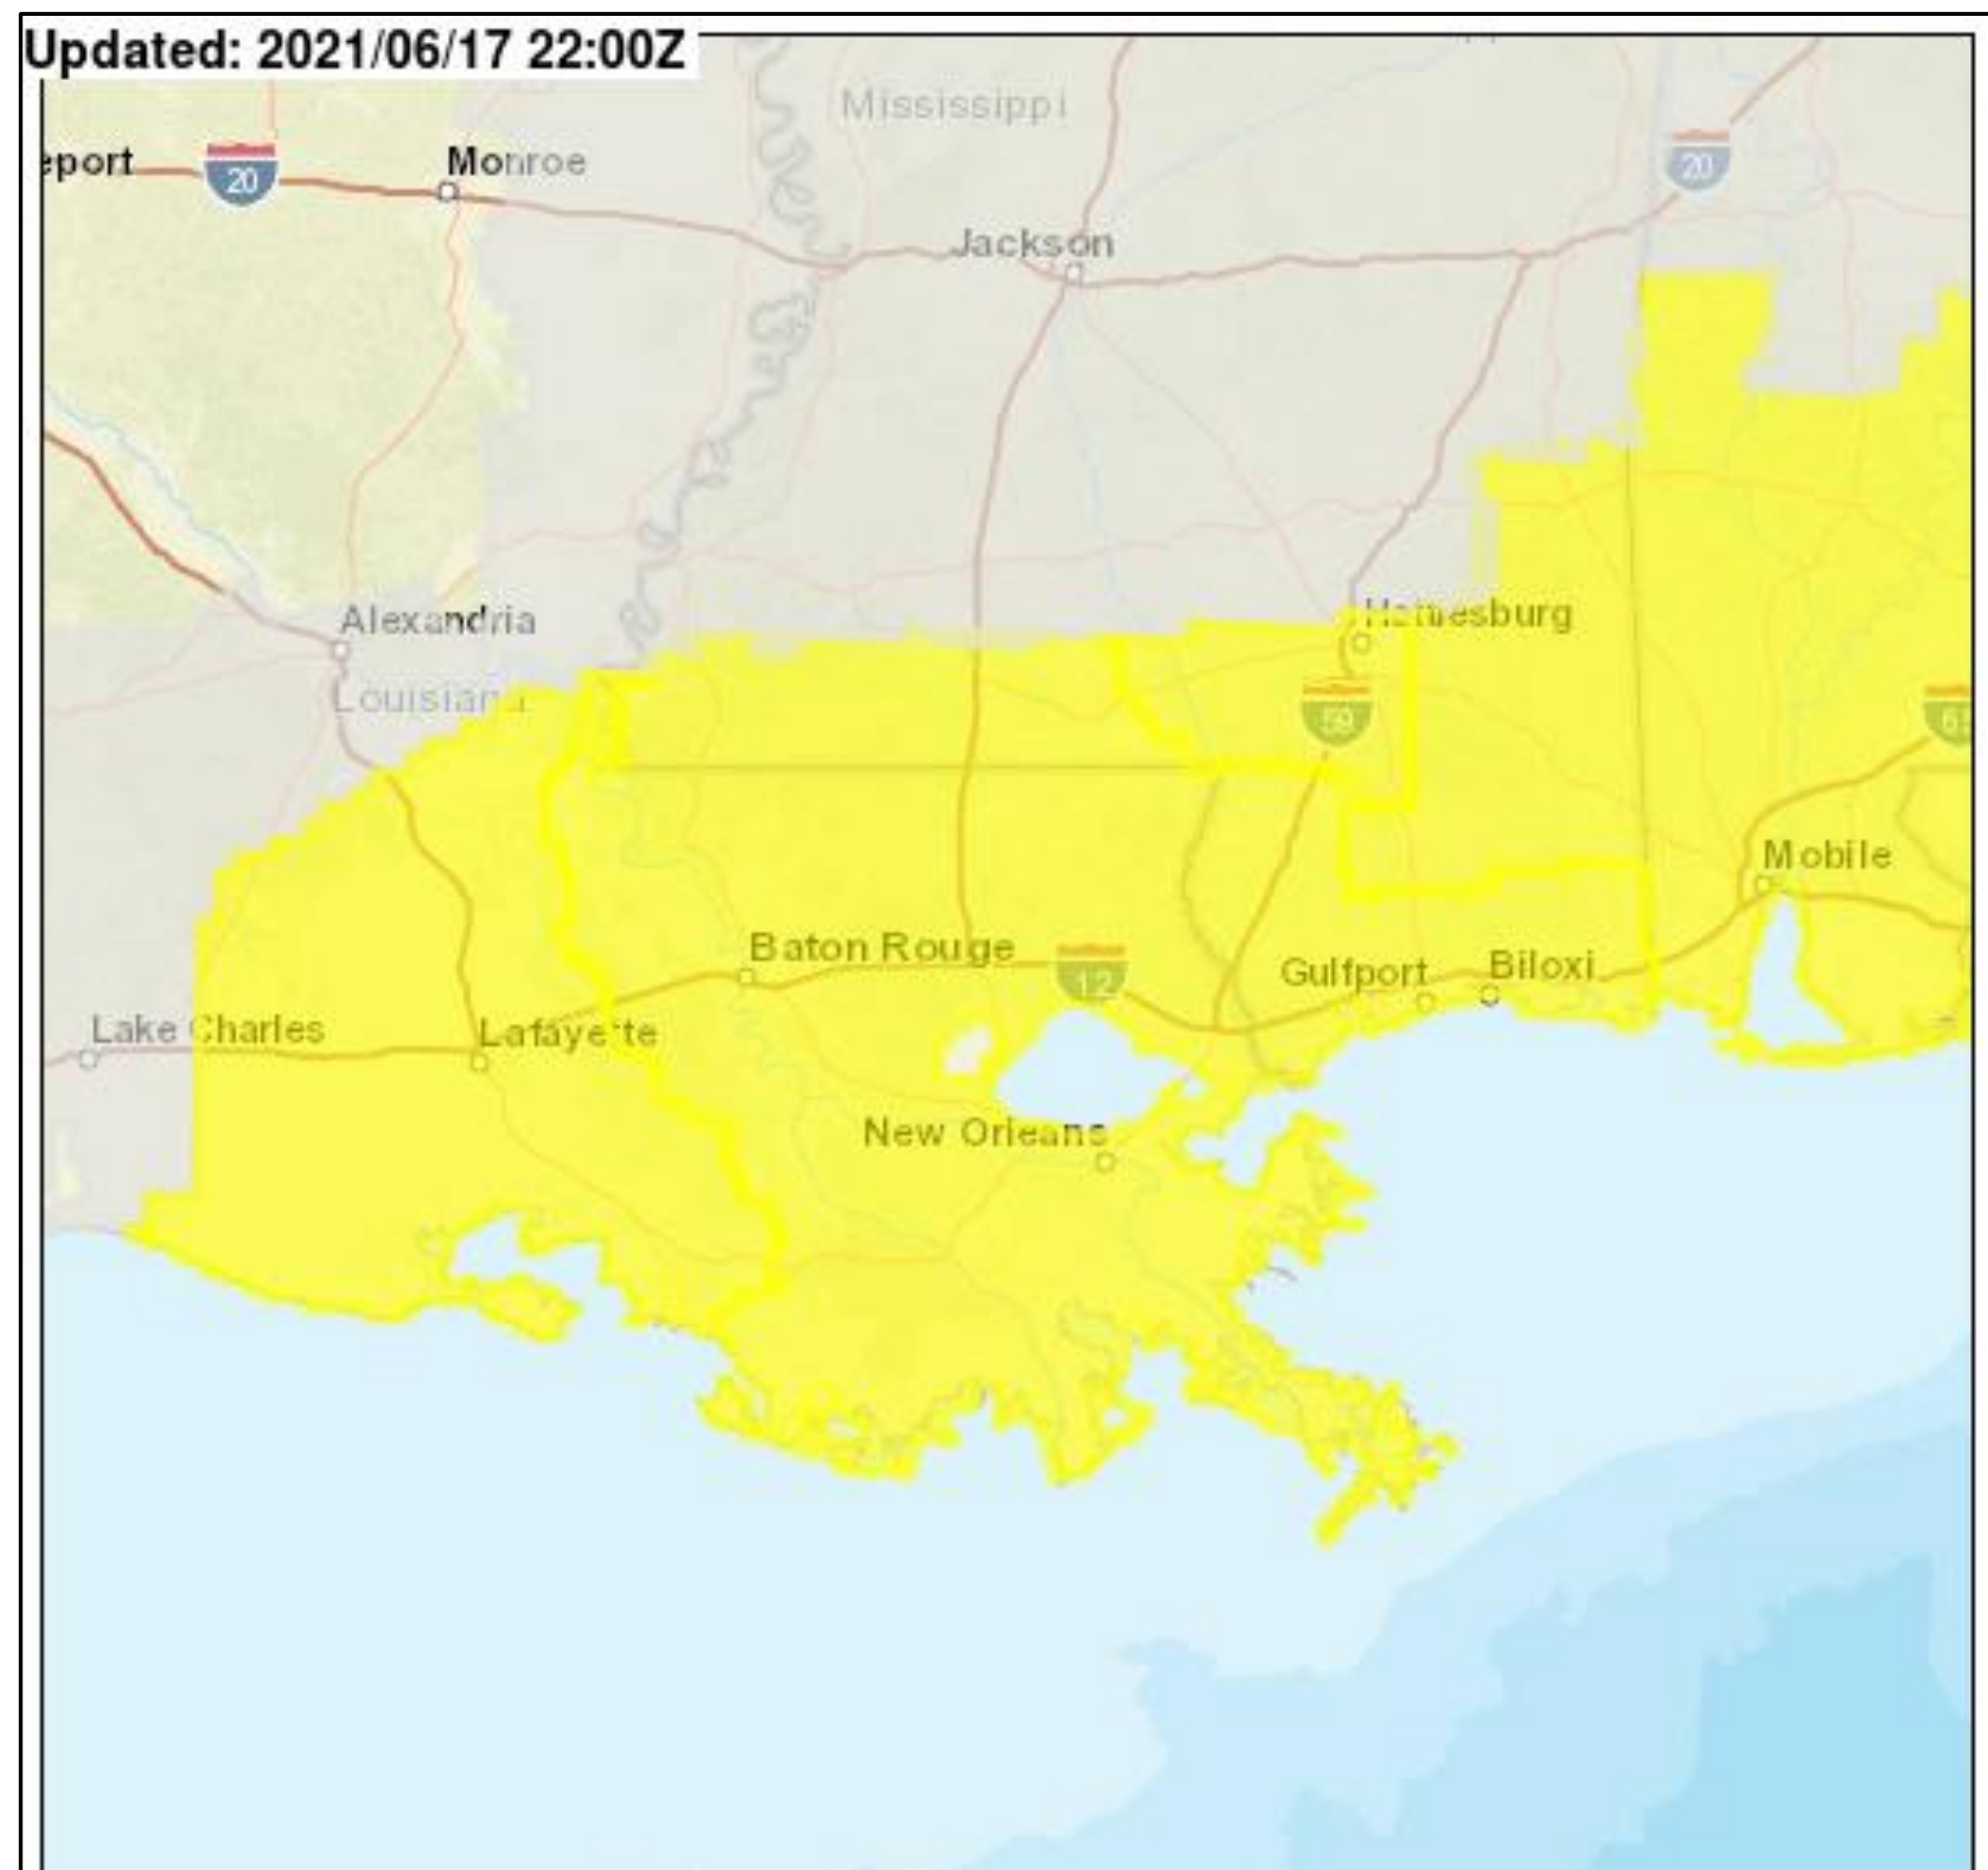 Updated: 2021/06/17 22:00Z
Mississippi
eport
20
Monroe
20
Jackson
Alexandria
Hattiesburg
Louisiana
59
Mobile
Baton Rouge
12
Gulfport
Biloxi
Lake Charles
Lafayette
New Orleans